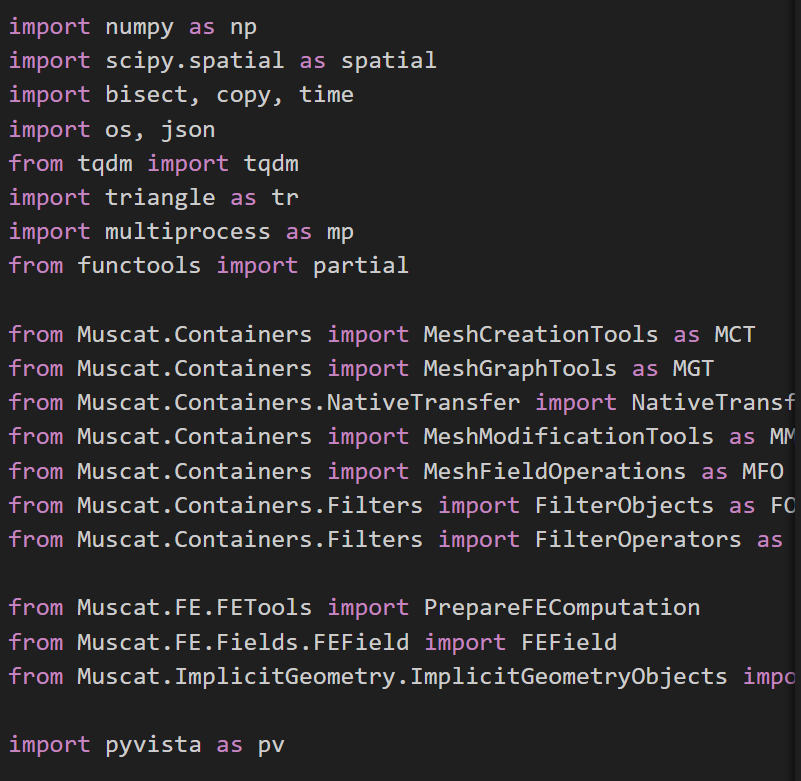 import numpy as np
import scipy.spatial as spatial
import bisect, copy, time
import os, json
from tqdm import tqdm
import triangle as tr
import multiprocess as mp
from functools import partial
from Muscat.Containers import MeshCreationTools as MCT
from Muscat.Containers import MeshGraphTools as MGT
from Muscat.Containers.NativeTransfer import NativeTransf
from Muscat.Containers import MeshModificationTools as MM
from Muscat.Containers import MeshFieldOperations as MFO
from Muscat.Containers.Filters import FilterObjects as FO
from Muscat.Containers.Filters import FilterOperators as
from Muscat.FE.FETools import PrepareFEComputation
from Muscat.FE.Fields.FEField import FEField
from Muscat.ImplicitGeometry.ImplicitGeometryObjects impo
import pyvista as pv